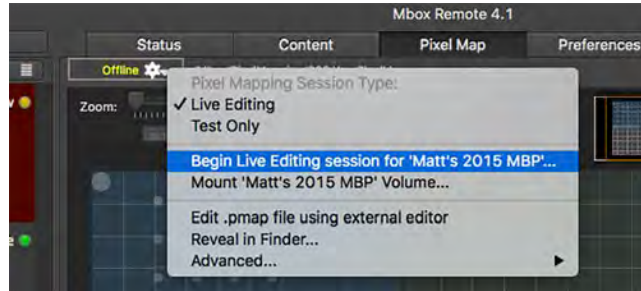 Mbox Remote 4.1
Status Content Pixel Map Preferences
Offline
Pixel Mapping Session Type:
Zoom:
✓ Live Editing
Test Only
Begin Live Editing session for 'Matt's 2015 MBP'...
Mount 'Matt's 2015 MBP' Volume...
Edit .pmap file using external editor
Reveal in Finder...
Advanced...